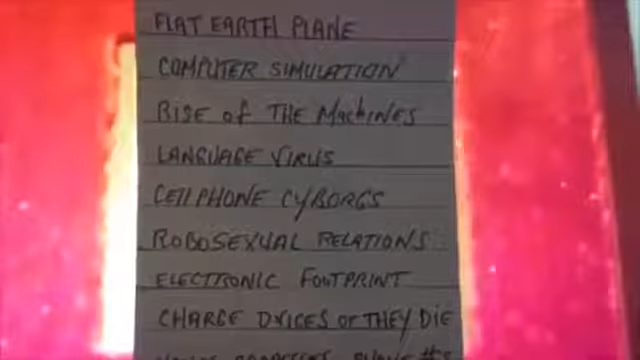 FLAT EARTH PLANE
COMPUTER SIMULATION
RISE of THE MachiNES
LANGUAGE VIRUS
CEllPHONE CYBORGS
ROBOSEXUAL RELATIONS
ELECTRONIC FOOTPRINT
CHARGE DVICES or THEY DiE